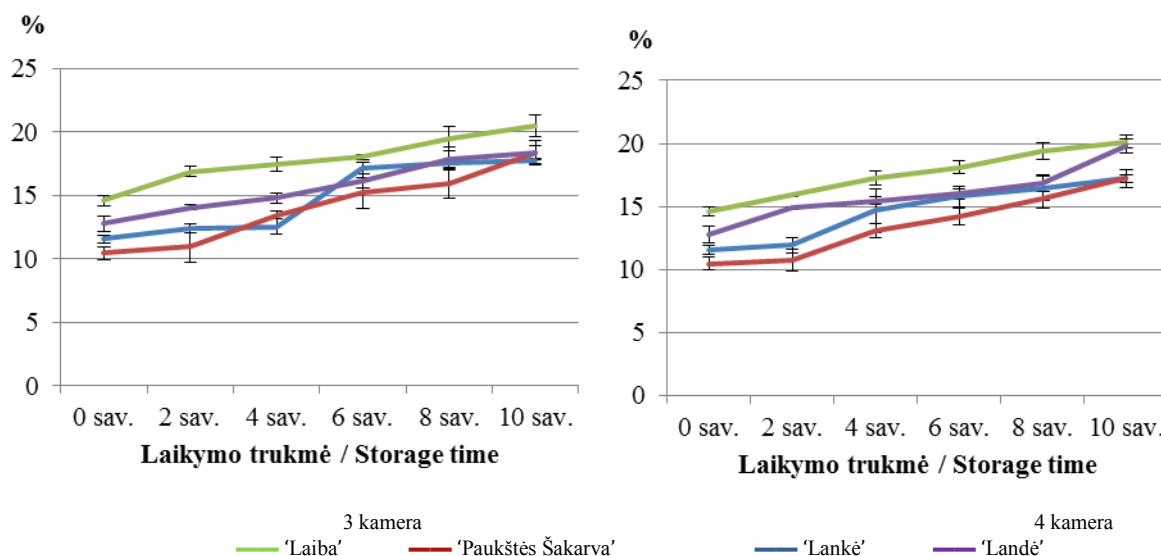 %
25
20
15
10
5
0
0 sav. 2 sav. 4 sav. 6 sav. 8 sav. 10 sav.
Laikymo trukmė / Storage time
%
25
20
15
10
5
0
0 sav. 2 sav. 4 sav. 6 sav. 8 sav. 10 sav.
Laikymo trukmė / Storage time
3 kamera
4 kamera
‘Laiba’ ‘Paukštės Šakarva’ ‘Lankė’ ‘Landė’